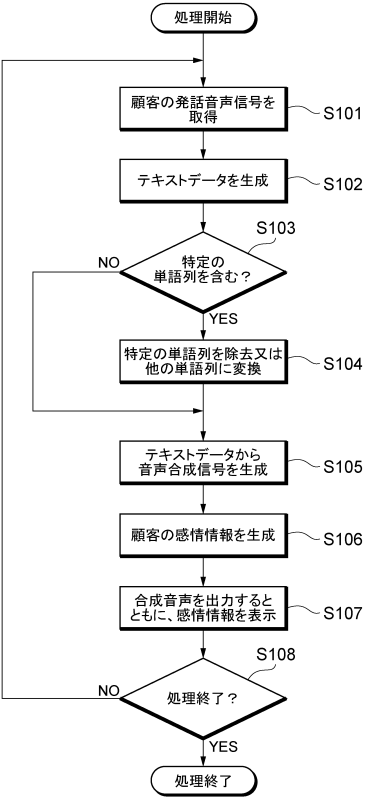 処理開始
顧客の発話音声信号を
取得
S101
テキストデータを生成
S102
S103
特定の
単語列を含む？
NO
YES
特定の単語列を除去又は
他の単語列に変換
S104
テキストデータから
音声合成信号を生成
S105
顧客の感情情報を生成
S106
合成音声を出力すると
ともに、感情情報を表示
S107
S108
処理終了？
NO
YES
処理終了